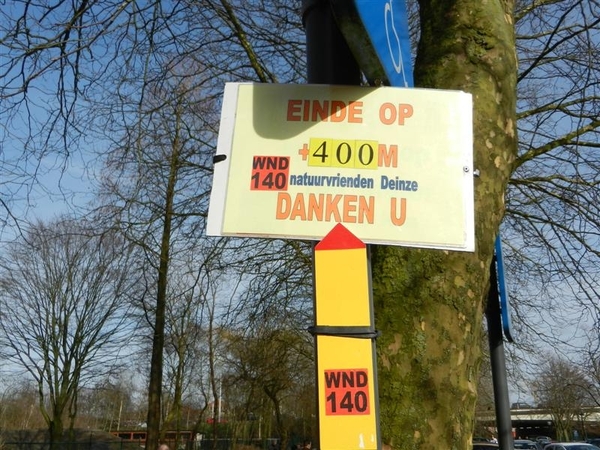 EINDE OP
+400M
WND
140
natuurvrienden Deinze
DANKEN U
WND
140